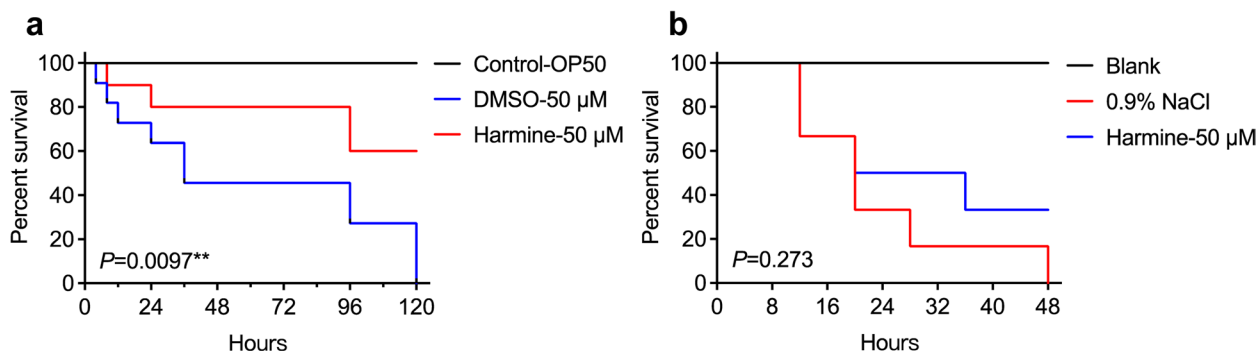 a
Percent survival
100
80
60
40
20
0
0 24 48 72 96 120
Hours
P=0.0097**
Control-OP50
DMSO-50 μM
Harmine-50 μM
b
Percent survival
100
80
60
40
20
0
0 8 16 24 32 40 48
Hours
P=0.273
Blank
0.9% NaCl
Harmine-50 μM